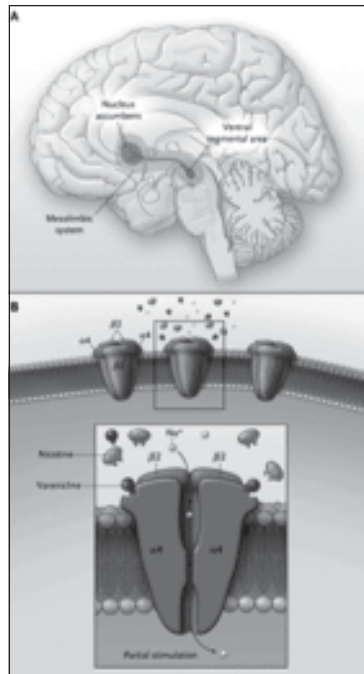 A
Nucleus
accumbens
Ventral
tegmental area
Mesolimbic
system
B
β2
α4
α4
β2
Na+
Nicotine
β2
β2
Varenicline
α4
α4
Partial stimulation